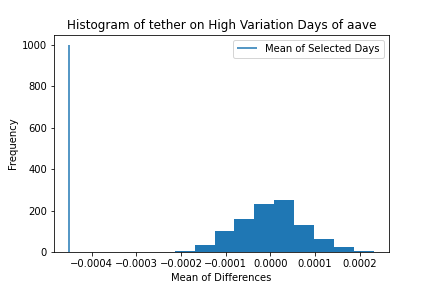 Histogram of tether on High Variation Days of aave
Mean of Selected Days
1000
800
600
400
200
0
Frequency
−0.0004 −0.0003 −0.0002 −0.0001 0.0000 0.0001 0.0002
Mean of Differences